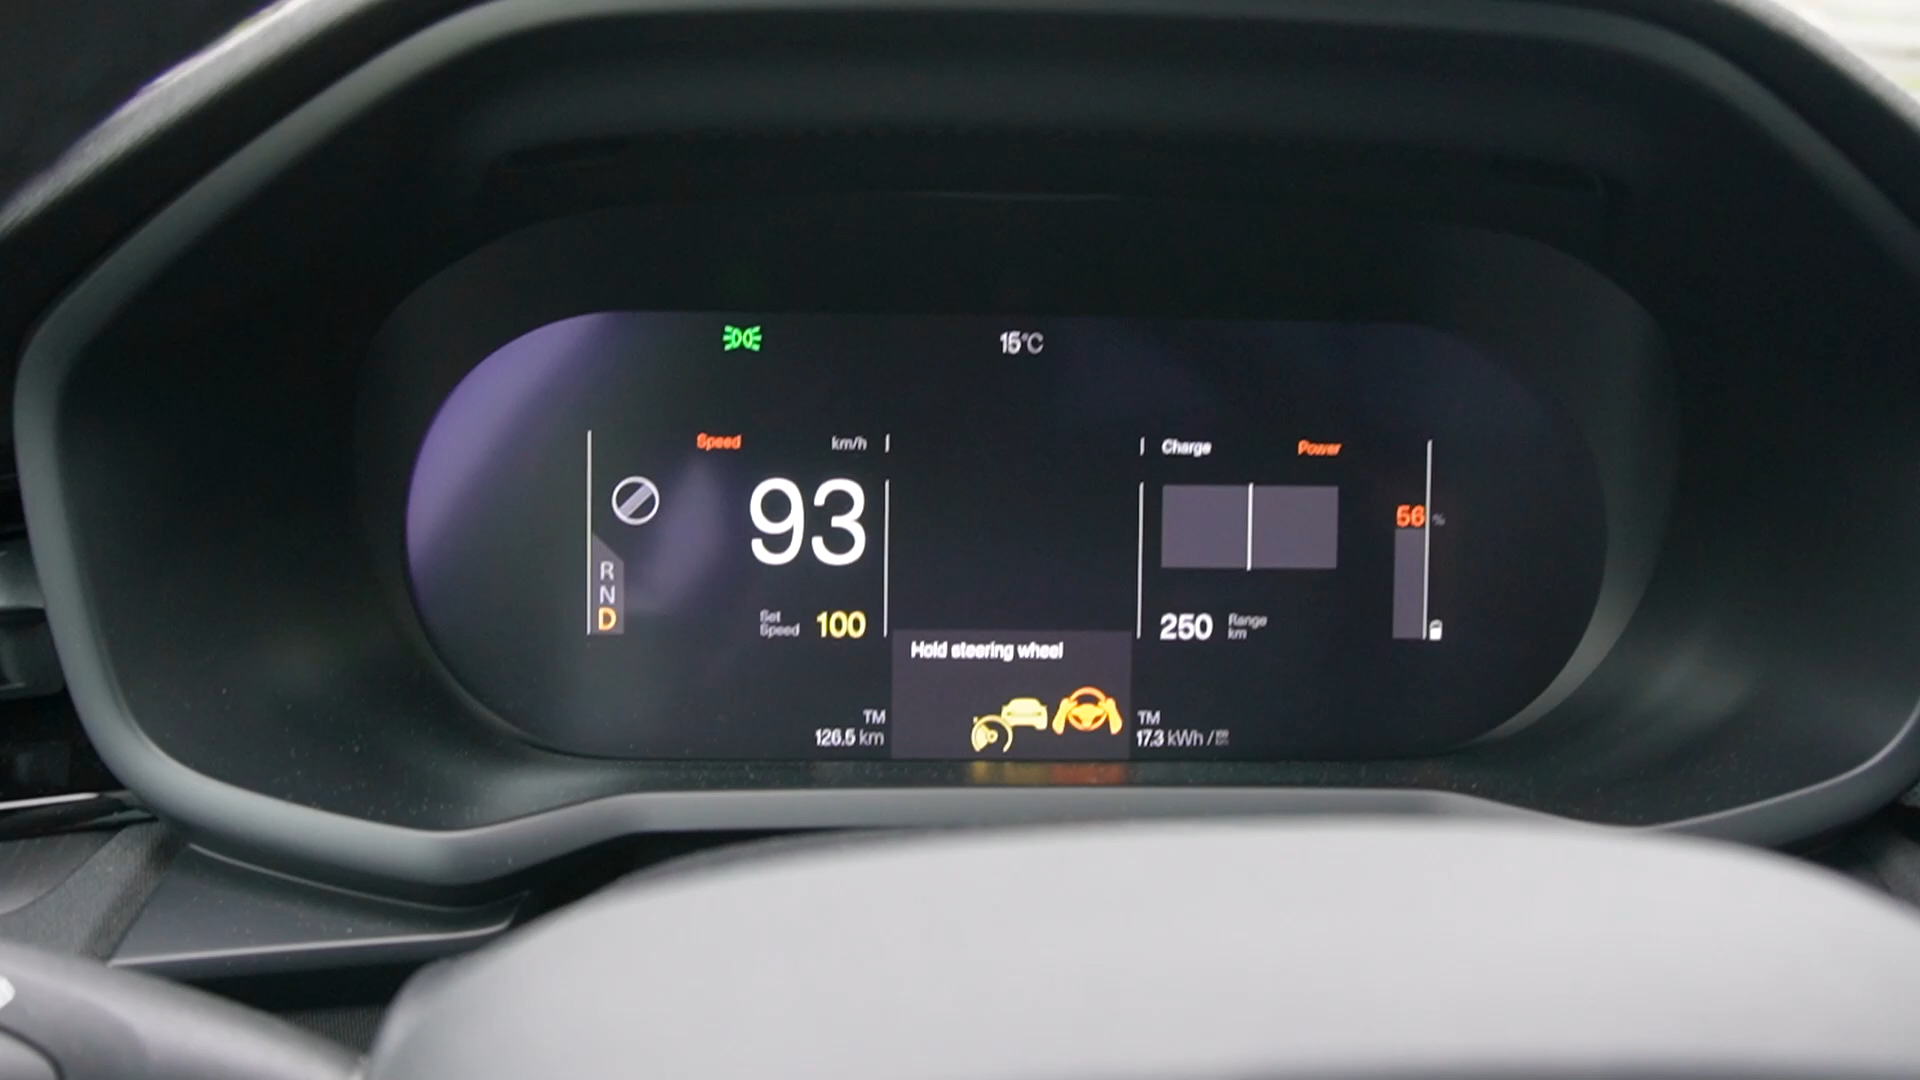 15°C
Speed km/h
93
R
N
D
Set
Speed 100
TM
126.5 km
Hold steering wheel
Charge Power
56 %
250 Range
km
TM
17.3 kWh /